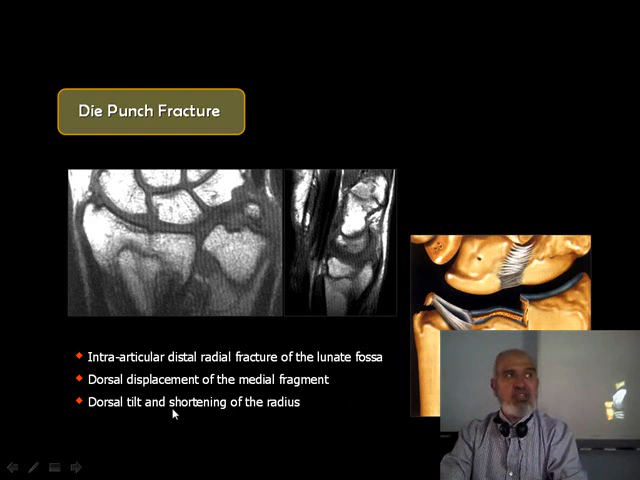 Die Punch Fracture
Intra-articular distal radial fracture of the lunate fossa
Dorsal displacement of the medial fragment
Dorsal tilt and shortening of the radius